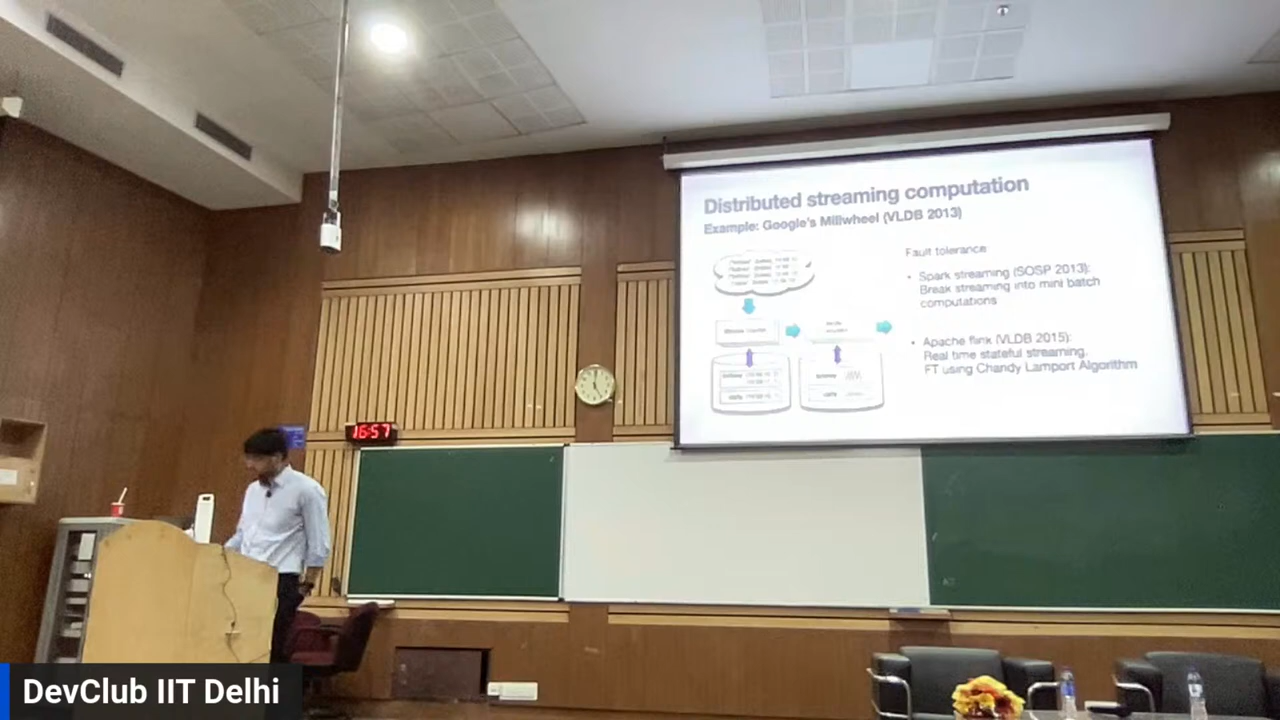 Distributed streaming computation
Example: Google's Millwheel (VLDB 2013)
Fault tolerance
• Spark streaming (SOSP 2013):
Break streaming into mini batch
computations
• Apache flink (VLDB 2015):
Real time stateful streaming.
FT using Chandy Lamport Algorithm
16:57
DevClub IIT Delhi